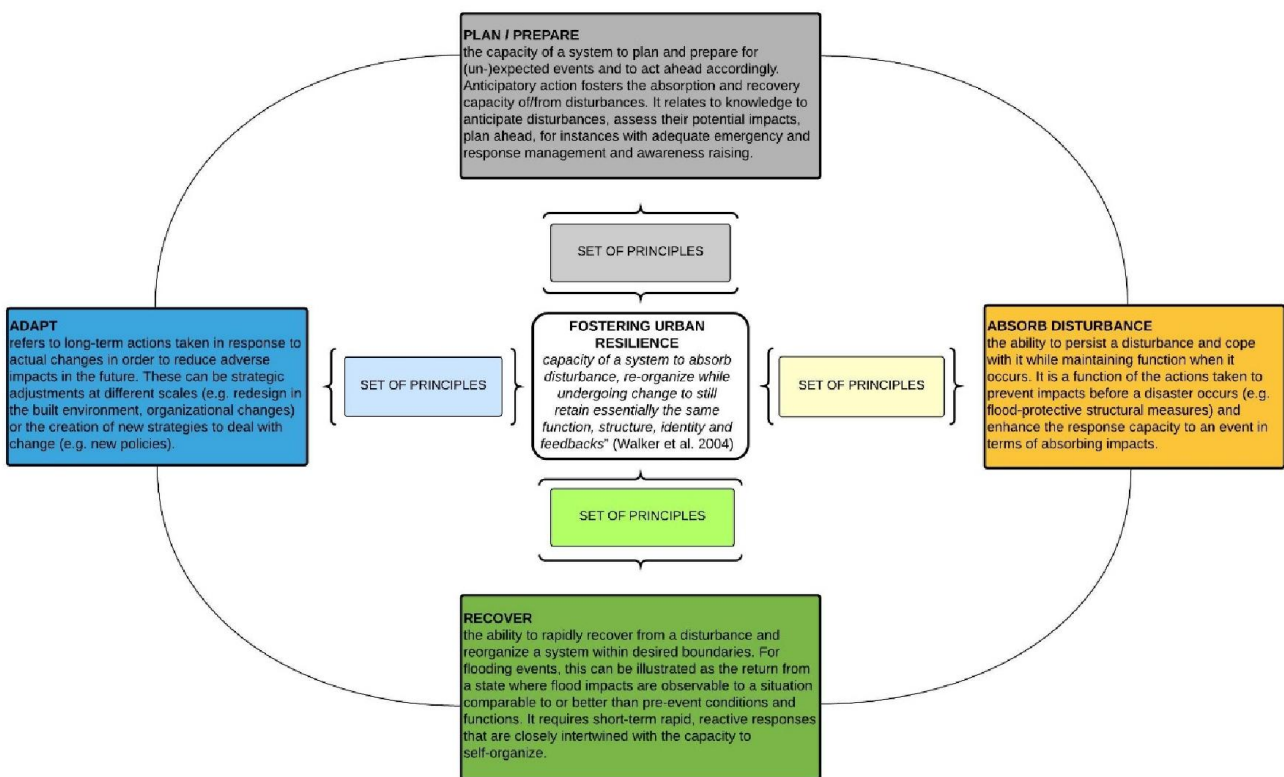 PLAN / PREPARE
the capacity of a system to plan and prepare for
(un-)expected events and to act ahead accordingly.
Anticipatory action fosters the absorption and recovery
capacity of/from disturbances. It relates to knowledge to
anticipate disturbances, assess their potential impacts,
plan ahead, for instances with adequate emergency and
response management and awareness raising.
SET OF PRINCIPLES
ADAPT
refers to long-term actions taken in response to
actual changes in order to reduce adverse
impacts in the future. These can be strategic
adjustments at different scales (e.g. redesign in
the built environment, organizational changes)
or the creation of new strategies to deal with
change (e.g. new policies).
SET OF PRINCIPLES
FOSTERING URBAN
RESILIENCE
capacity of a system to absorb
disturbance, re-organize while
undergoing change to still
retain essentially the same
function, structure, identity and
feedbacks" (Walker et al. 2004)
SET OF PRINCIPLES
ABSORB DISTURBANCE
the ability to persist a disturbance and cope
with it while maintaining function when it
occurs. It is a function of the actions taken to
prevent impacts before a disaster occurs (e.g.
flood-protective structural measures) and
enhance the response capacity to an event in
terms of absorbing impacts.
SET OF PRINCIPLES
RECOVER
the ability to rapidly recover from a disturbance and
reorganize a system within desired boundaries. For
flooding events, this can be illustrated as the return from
a state where flood impacts are observable to a situation
comparable to or better than pre-event conditions and
functions. It requires short-term rapid, reactive responses
that are closely intertwined with the capacity to
self-organize.